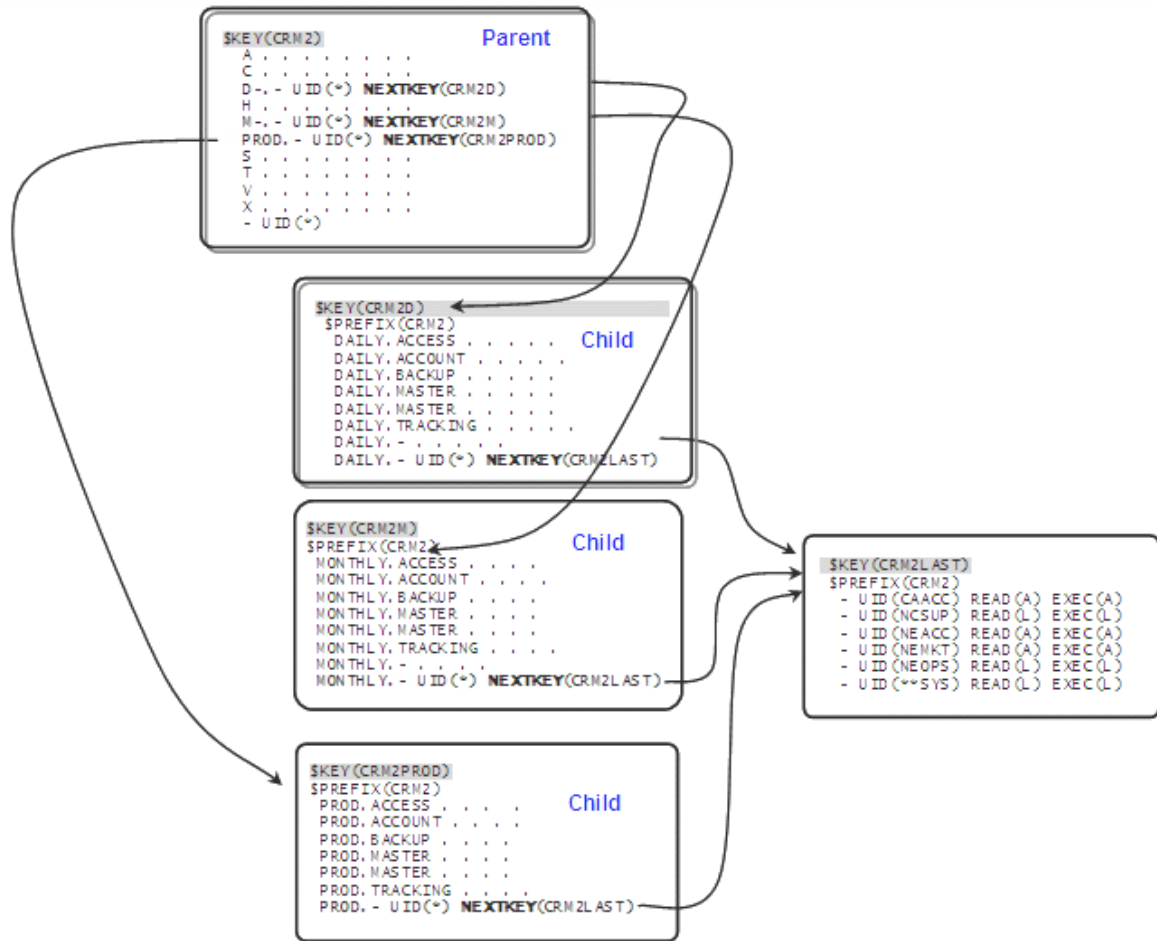 $KEY(CRM2) Parent
A . . . . . . . .
C . . . . . . . .
D-.- UID(*) NEXTKEY(CRM2D)
H . . . . . . . .
M-.- UID(*) NEXTKEY(CRM2M)
PROD.- UID(*) NEXTKEY(CRM2PROD)
S . . . . . . . .
T . . . . . . . .
V . . . . . . . .
X . . . . . . . .
- UID(*)
$KEY(CRM2D)
$PREFIX(CRM2)
Child
DAILY.ACCESS . . . . .
DAILY.ACCOUNT . . . . .
DAILY.BACKUP . . . . .
DAILY.MASTER . . . . .
DAILY.MASTER . . . . .
DAILY.TRACKING . . . . .
DAILY.- . . . . .
DAILY.- UID(*) NEXTKEY(CRM2LAST)
$KEY(CRM2M)
$PREFIX(CRM2)
Child
MONTHLY.ACCESS . . . .
MONTHLY.ACCOUNT . . . .
MONTHLY.BACKUP . . . .
MONTHLY.MASTER . . . .
MONTHLY.MASTER . . . .
MONTHLY.TRACKING . . . .
MONTHLY.- . . . .
MONTHLY.- UID(*) NEXTKEY(CRM2LAST)
$KEY(CRM2PROD)
$PREFIX(CRM2)
Child
PROD.ACCESS . . . .
PROD.ACCOUNT . . . .
PROD.BACKUP . . . .
PROD.MASTER . . . .
PROD.MASTER . . . .
PROD.TRACKING . . . .
PROD.- UID(*) NEXTKEY(CRM2LAST)
$KEY(CRM2LAST)
$PREFIX(CRM2)
- UID(CAACC) READ(A) EXEC(A)
- UID(NCSUP) READ(L) EXEC(L)
- UID(NEACC) READ(A) EXEC(A)
- UID(NEMKT) READ(A) EXEC(A)
- UID(NEOPS) READ(L) EXEC(L)
- UID(**SYS) READ(L) EXEC(L)